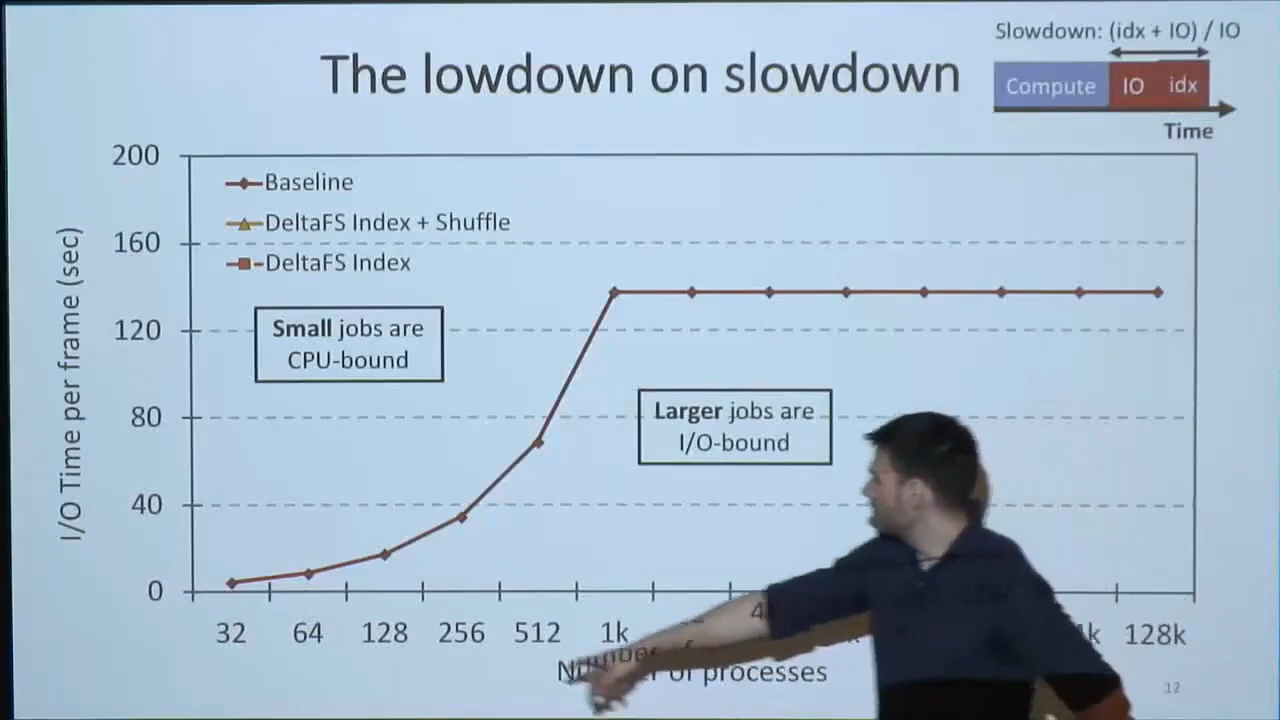 Slowdown: (idx + IO) / IO
The lowdown on slowdown
Compute IO idx
Time
200
160
120
80
40
0
I/O Time per frame (sec)
Baseline
DeltaFS Index + Shuffle
DeltaFS Index
Small jobs are
CPU-bound
Larger jobs are
I/O-bound
32 64 128 256 512 1k 128k
Number of processes
12